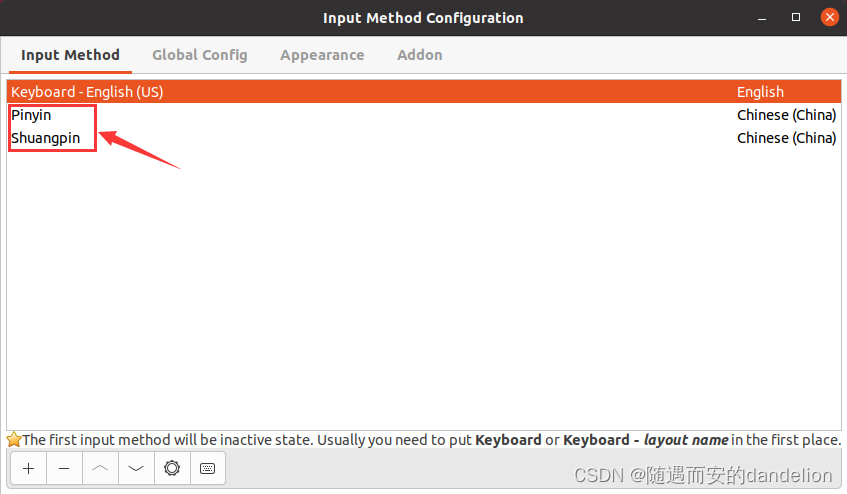 Input Method Configuration
Input Method Global Config Appearance Addon
Keyboard - English (US) English
Pinyin Chinese (China)
Shuangpin Chinese (China)
The first input method will be inactive state. Usually you need to put Keyboard or Keyboard - layout name in the first place.
CSDN @随遇而安的dandelion